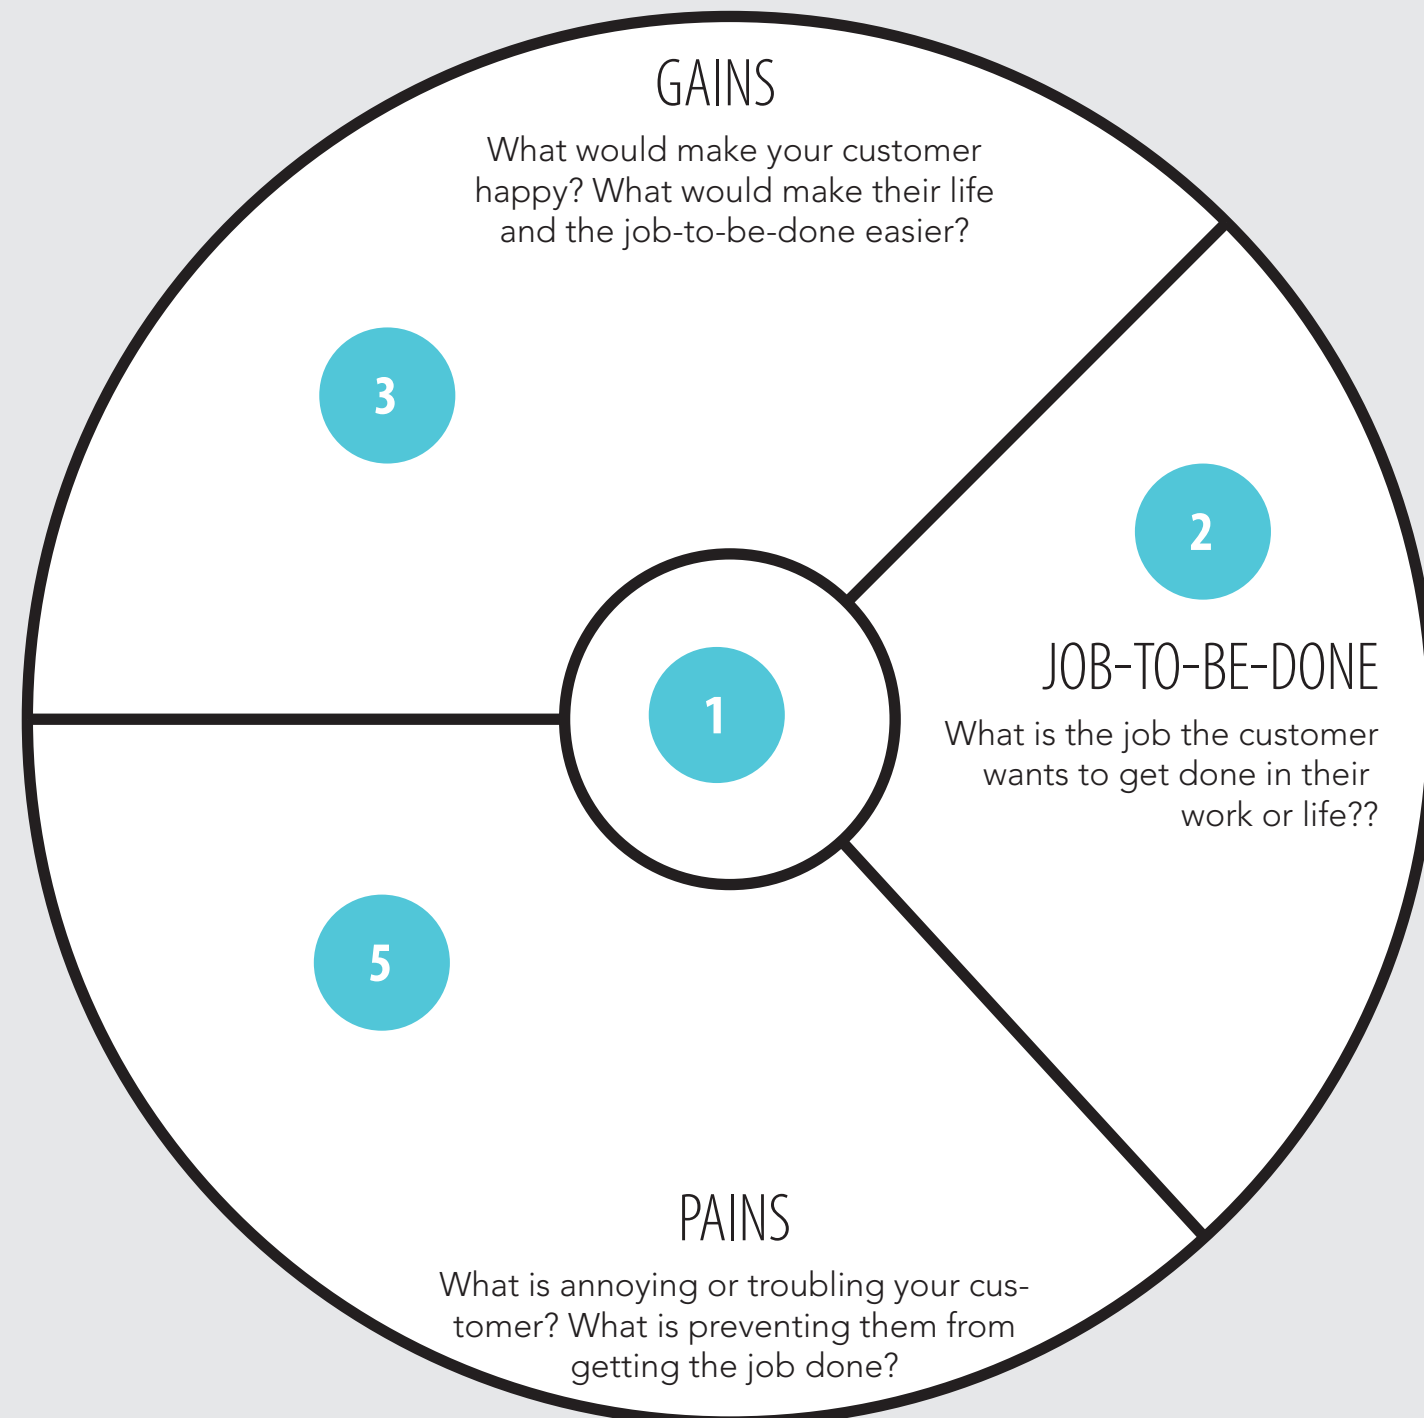 GAINS
What would make your customer
happy? What would make their life
and the job-to-be-done easier?
3
2
1
JOB-TO-BE-DONE
What is the job the customer
wants to get done in their
work or life??
5
PAINS
What is annoying or troubling your cus-
tomer? What is preventing them from
getting the job done?